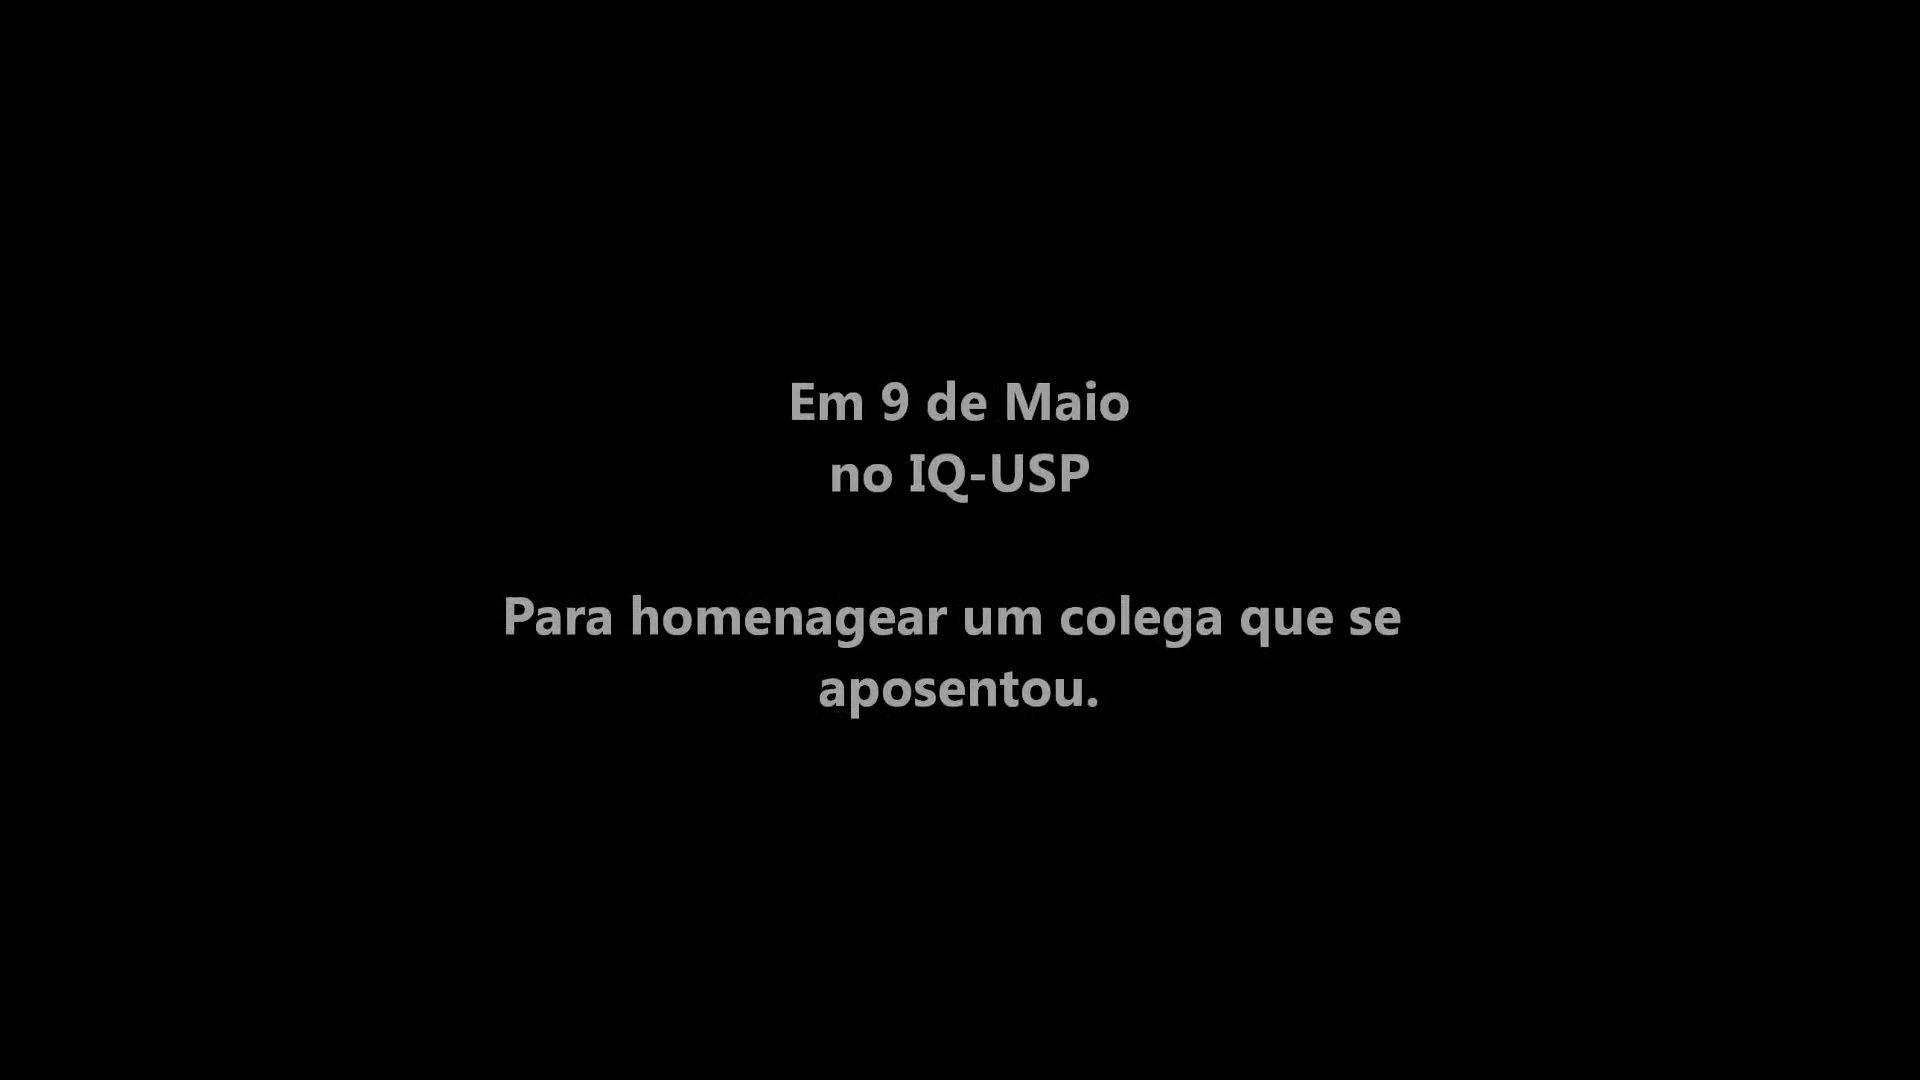 Em 9 de Maio
no IQ-USP
Para homenagear um colega que se
aposentou.